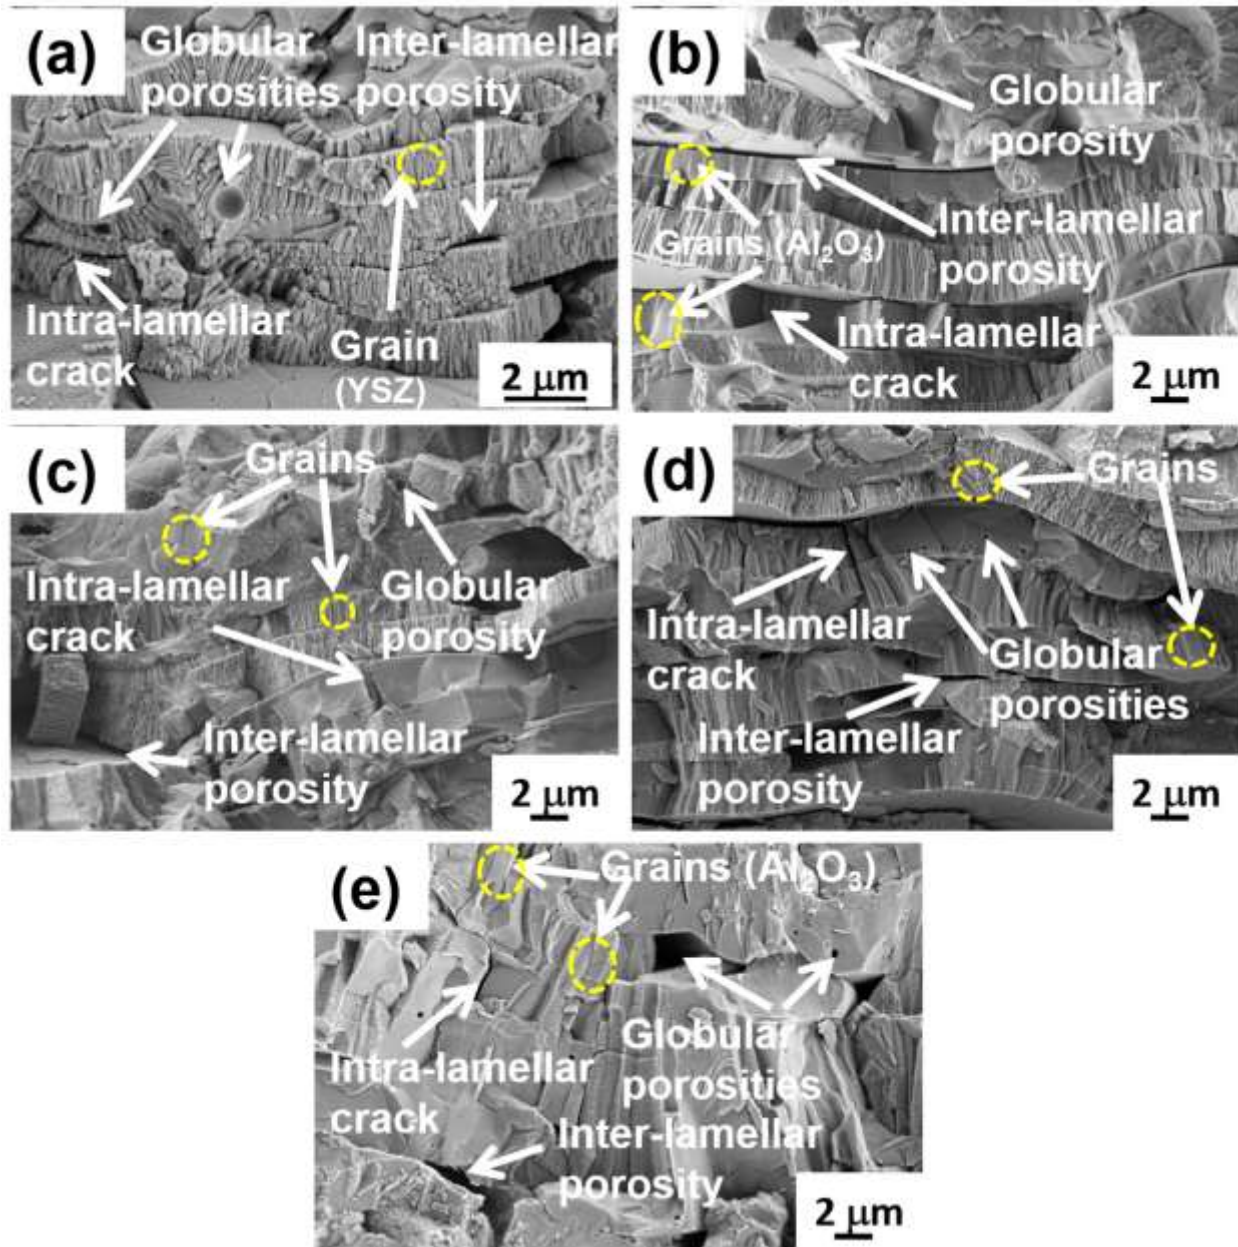 (a)
Globular
porosities
Inter-lamellar
porosity
Intra-lamellar
crack
Grain
(YSZ)
2 μm
(b)
Globular
porosity
Inter-lamellar
porosity
Grains (Al₂O₃)
Intra-lamellar
crack
2 μm
(c)
Grains
Intra-lamellar
crack
Globular
porosity
Inter-lamellar
porosity
2 μm
(d)
Grains
Intra-lamellar
crack
Globular
porosities
Inter-lamellar
porosity
2 μm
(e)
Grains (Al₂O₃)
Globular
porosities
Intra-lamellar
crack
Inter-lamellar
porosity
2 μm